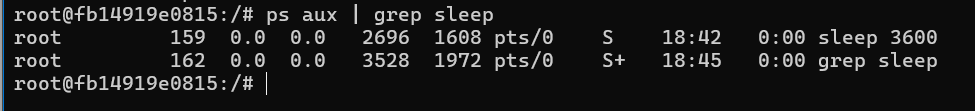 root@fb14919e0815:/# ps aux | grep sleep
root         159  0.0  0.0   2696  1608 pts/0    S    18:42   0:00 sleep 3600
root         162  0.0  0.0   3528  1972 pts/0    S+   18:45   0:00 grep sleep
root@fb14919e0815:/#